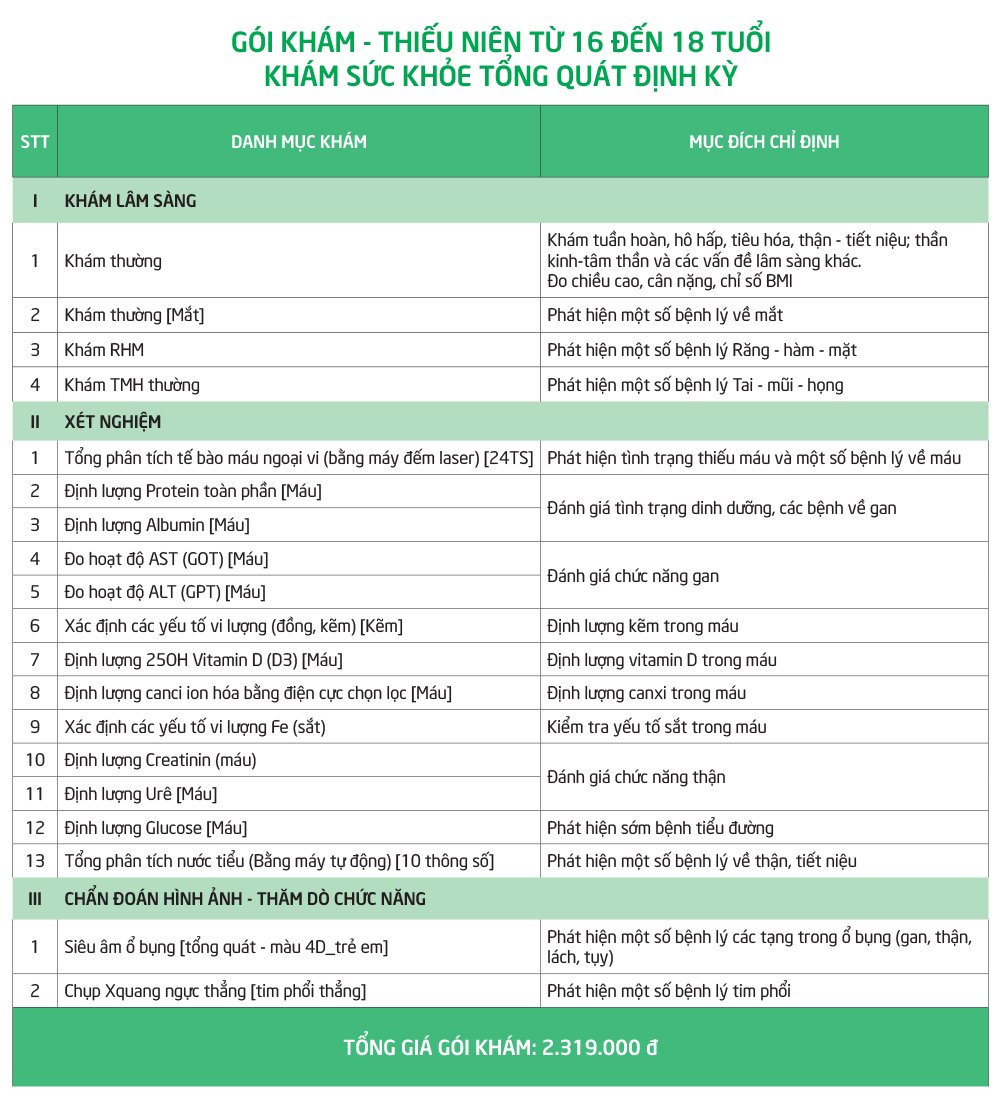 GÓI KHÁM - THIẾU NIÊN TỪ 16 ĐẾN 18 TUỔI
KHÁM SỨC KHỎE TỔNG QUÁT ĐỊNH KỲ
STT DANH MỤC KHÁM MỤC ĐÍCH CHỈ ĐỊNH
I KHÁM LÂM SÀNG
1 Khám thường
Khám tuần hoàn, hô hấp, tiêu hóa, thận - tiết niệu; thần
kinh-tâm thần và các vấn đề lâm sàng khác.
Đo chiều cao, cân nặng, chỉ số BMI
2 Khám thường [Mắt] Phát hiện một số bệnh lý về mắt
3 Khám RHM Phát hiện một số bệnh lý Răng - hàm - mặt
4 Khám TMH thường Phát hiện một số bệnh lý Tai - mũi - họng
II XÉT NGHIỆM
1 Tổng phân tích tế bào máu ngoại vi (bằng máy đếm laser) [24TS] Phát hiện tình trạng thiếu máu và một số bệnh lý về máu
2 Định lượng Protein toàn phần [Máu]
Đánh giá tình trạng dinh dưỡng, các bệnh về gan
3 Định lượng Albumin [Máu]
4 Đo hoạt độ AST (GOT) [Máu]
Đánh giá chức năng gan
5 Đo hoạt độ ALT (GPT) [Máu]
6 Xác định các yếu tố vi lượng (đồng, kẽm) [Kẽm] Định lượng kẽm trong máu
7 Định lượng 25OH Vitamin D (D3) [Máu] Định lượng vitamin D trong máu
8 Định lượng canci ion hóa bằng điện cực chọn lọc [Máu] Định lượng canxi trong máu
9 Xác định các yếu tố vi lượng Fe (sắt) Kiểm tra yếu tố sắt trong máu
10 Định lượng Creatinin (máu)
Đánh giá chức năng thận
11 Định lượng Urê [Máu]
12 Định lượng Glucose [Máu] Phát hiện sớm bệnh tiểu đường
13 Tổng phân tích nước tiểu (Bằng máy tự động) [10 thông số] Phát hiện một số bệnh lý về thận, tiết niệu
III CHẨN ĐOÁN HÌNH ẢNH - THĂM DÒ CHỨC NĂNG
1 Siêu âm ổ bụng [tổng quát - màu 4D_trẻ em]
Phát hiện một số bệnh lý các tạng trong ổ bụng (gan, thận,
lách, tụy)
2 Chụp Xquang ngực thẳng [tim phổi thẳng] Phát hiện một số bệnh lý tim phổi
TỔNG GIÁ GÓI KHÁM: 2.319.000 đ